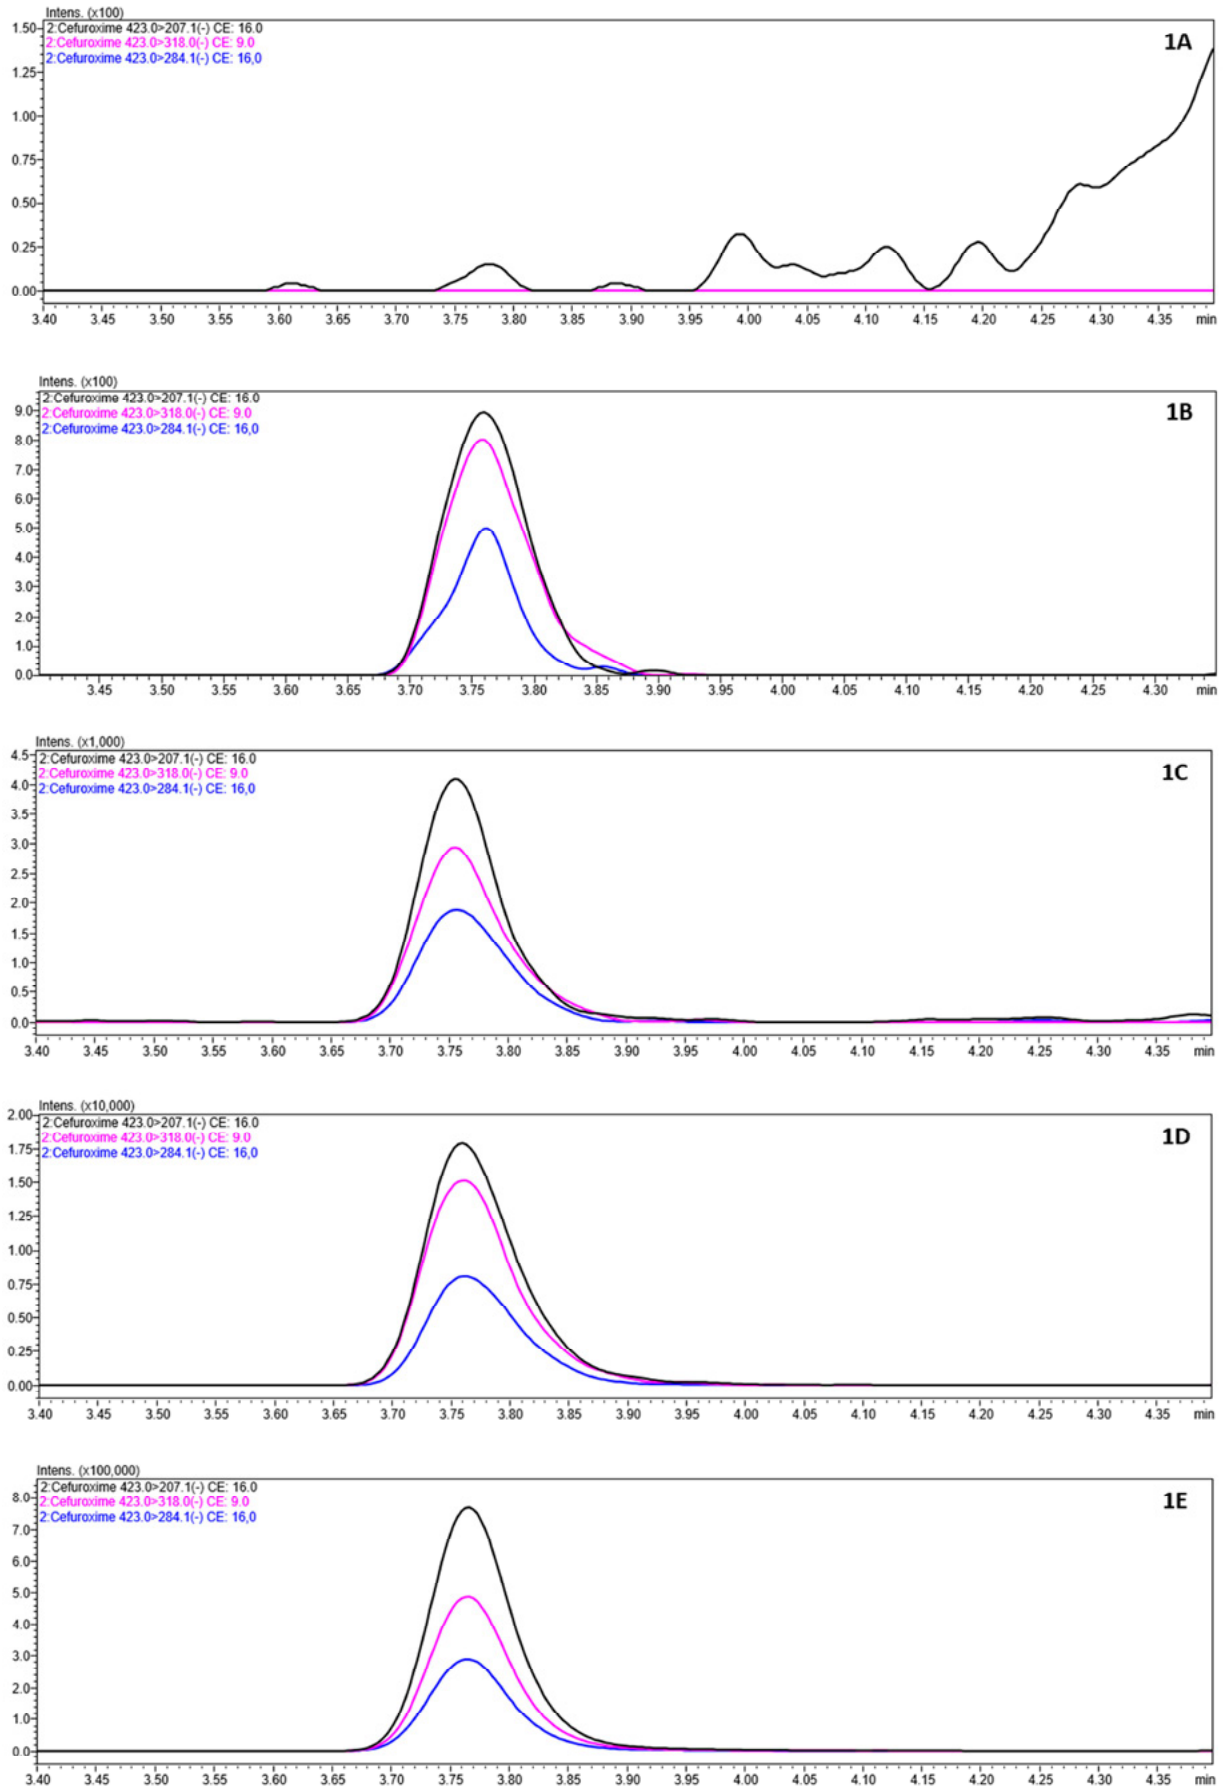 Intens. (x100)
1.50 2:Cefuroxime 423.0>207.1(-) CE: 16.0
2:Cefuroxime 423.0>318.0(-) CE: 9.0 1A
1.25 2:Cefuroxime 423.0>284.1(-) CE: 16,0
1.00
0.75
0.50
0.25
0.00
3.40 3.45 3.50 3.55 3.60 3.65 3.70 3.75 3.80 3.85 3.90 3.95 4.00 4.05 4.10 4.15 4.20 4.25 4.30 4.35 min
Intens. (x100)
2:Cefuroxime 423.0>207.1(-) CE: 16.0
9.0 2:Cefuroxime 423.0>318.0(-) CE: 9.0 1B
2:Cefuroxime 423.0>284.1(-) CE: 16,0
8.0
7.0
6.0
5.0
4.0
3.0
2.0
1.0
0.0
3.45 3.50 3.55 3.60 3.65 3.70 3.75 3.80 3.85 3.90 3.95 4.00 4.05 4.10 4.15 4.20 4.25 4.30 min
Intens. (x1,000)
4.5 2:Cefuroxime 423.0>207.1(-) CE: 16.0
2:Cefuroxime 423.0>318.0(-) CE: 9.0 1C
4.0 2:Cefuroxime 423.0>284.1(-) CE: 16,0
3.5
3.0
2.5
2.0
1.5
1.0
0.5
0.0
3.40 3.45 3.50 3.55 3.60 3.65 3.70 3.75 3.80 3.85 3.90 3.95 4.00 4.05 4.10 4.15 4.20 4.25 4.30 4.35 min
Intens. (x10,000)
2.00 2:Cefuroxime 423.0>207.1(-) CE: 16.0
2:Cefuroxime 423.0>318.0(-) CE: 9.0 1D
1.75 2:Cefuroxime 423.0>284.1(-) CE: 16,0
1.50
1.25
1.00
0.75
0.50
0.25
0.00
3.40 3.45 3.50 3.55 3.60 3.65 3.70 3.75 3.80 3.85 3.90 3.95 4.00 4.05 4.10 4.15 4.20 4.25 4.30 4.35 min
Intens. (x100,000)
2:Cefuroxime 423.0>207.1(-) CE: 16.0
8.0 2:Cefuroxime 423.0>318.0(-) CE: 9.0 1E
2:Cefuroxime 423.0>284.1(-) CE: 16,0
7.0
6.0
5.0
4.0
3.0
2.0
1.0
0.0
3.40 3.45 3.50 3.55 3.60 3.65 3.70 3.75 3.80 3.85 3.90 3.95 4.00 4.05 4.10 4.15 4.20 4.25 4.30 4.35 min